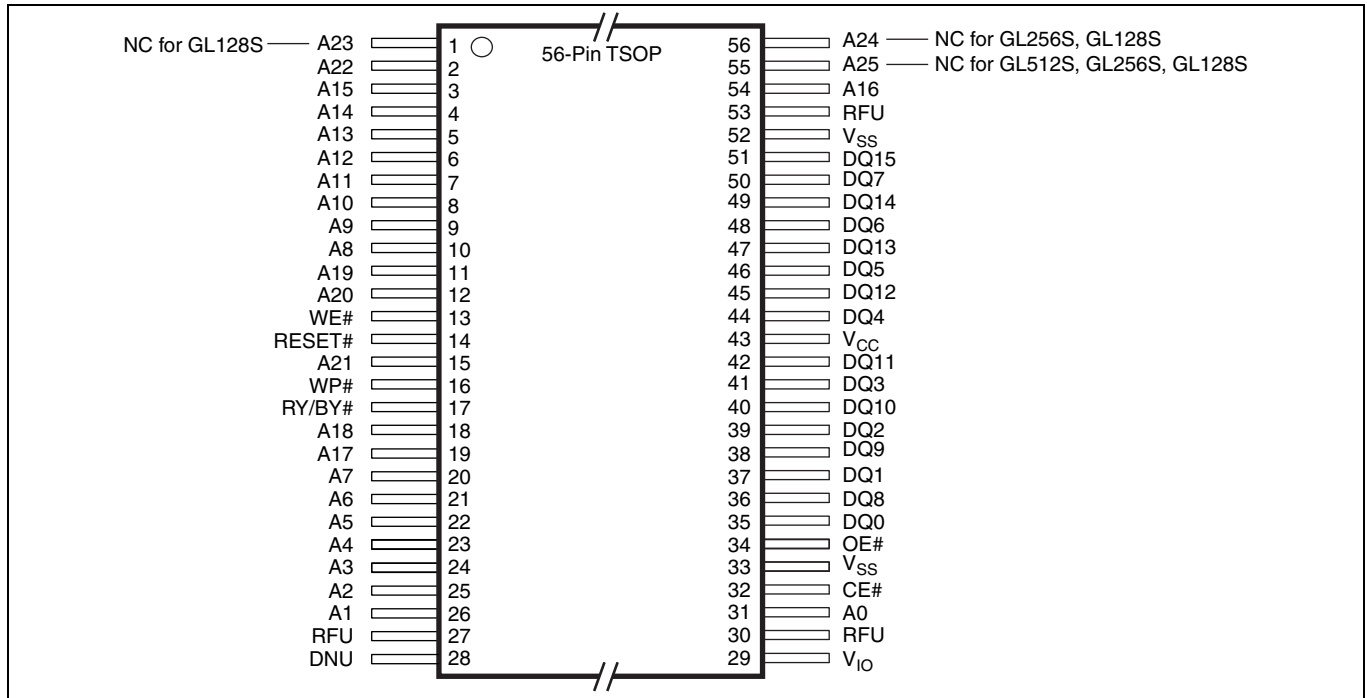 NC for GL128S A23 1 56-Pin TSOP 56 A24 NC for GL256S, GL128S
A22 2 55 A25 NC for GL512S, GL256S, GL128S
A15 3 54 A16
A14 4 53 RFU
A13 5 52 VSS
A12 6 51 DQ15
A11 7 50 DQ7
A10 8 49 DQ14
A9 9 48 DQ6
A8 10 47 DQ13
A19 11 46 DQ5
A20 12 45 DQ12
WE# 13 44 DQ4
RESET# 14 43 VCC
A21 15 42 DQ11
WP# 16 41 DQ3
RY/BY# 17 40 DQ10
A18 18 39 DQ2
A17 19 38 DQ9
A7 20 37 DQ1
A6 21 36 DQ8
A5 22 35 DQ0
A4 23 34 OE#
A3 24 33 VSS
A2 25 32 CE#
A1 26 31 A0
RFU 27 30 RFU
DNU 28 29 VIO